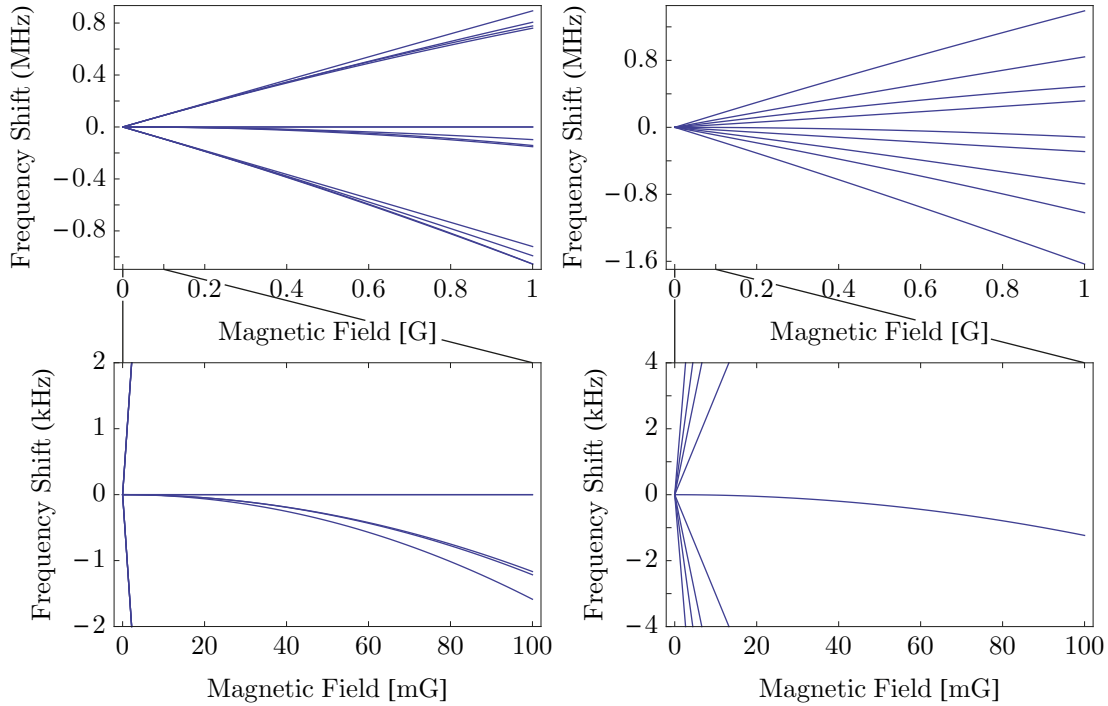 Frequency Shift (MHz)
0.8
0.4
0.
−0.4
−0.8
0 0.2 0.4 0.6 0.8 1
Magnetic Field [G]
Frequency Shift (MHz)
0.8
0.
−0.8
−1.6
0 0.2 0.4 0.6 0.8 1
Magnetic Field [G]
Frequency Shift (kHz)
2
1
0
−1
−2
0 20 40 60 80 100
Magnetic Field [mG]
Frequency Shift (kHz)
4
2
0
−2
−4
0 20 40 60 80 100
Magnetic Field [mG]